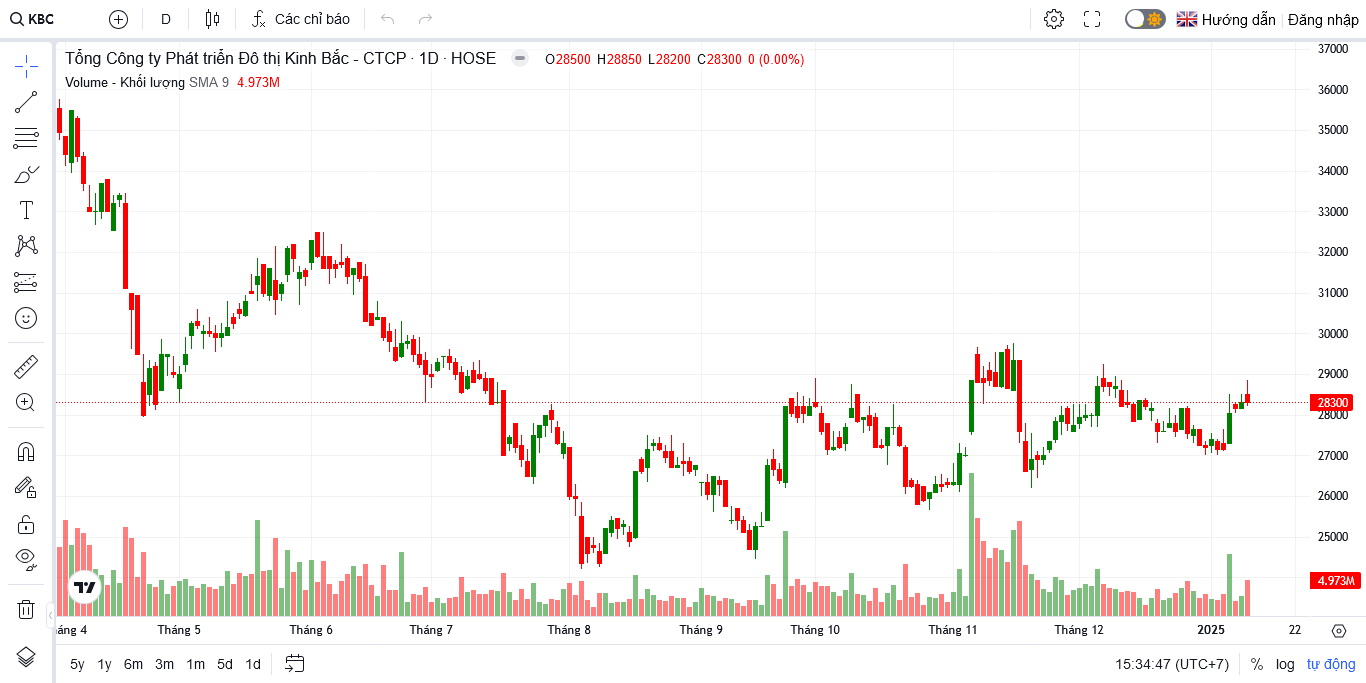 KBC D Các chỉ báo Hướng dẫn Đăng nhập
Tổng Công ty Phát triển Đô thị Kinh Bắc - CTCP · 1D · HOSE O28500 H28850 L28200 C28300 0 (0.00%)
Volume - Khối lượng SMA 9 4.973M
37000
36000
35000
34000
33000
32000
31000
30000
29000
28300
28000
27000
26000
25000
4.973M
áng 4 Tháng 5 Tháng 6 Tháng 7 Tháng 8 Tháng 9 Tháng 10 Tháng 11 Tháng 12 2025 22
5y 1y 6m 3m 1m 5d 1d 15:34:47 (UTC+7) % log tự động